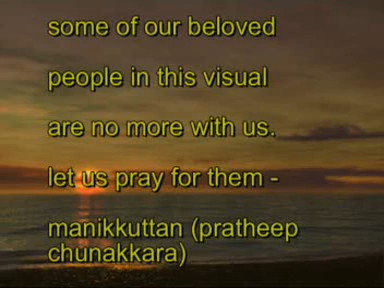 some of our beloved
people in this visual
are no more with us.
let us pray for them -
manikkuttan (pratheep
chunakkara)